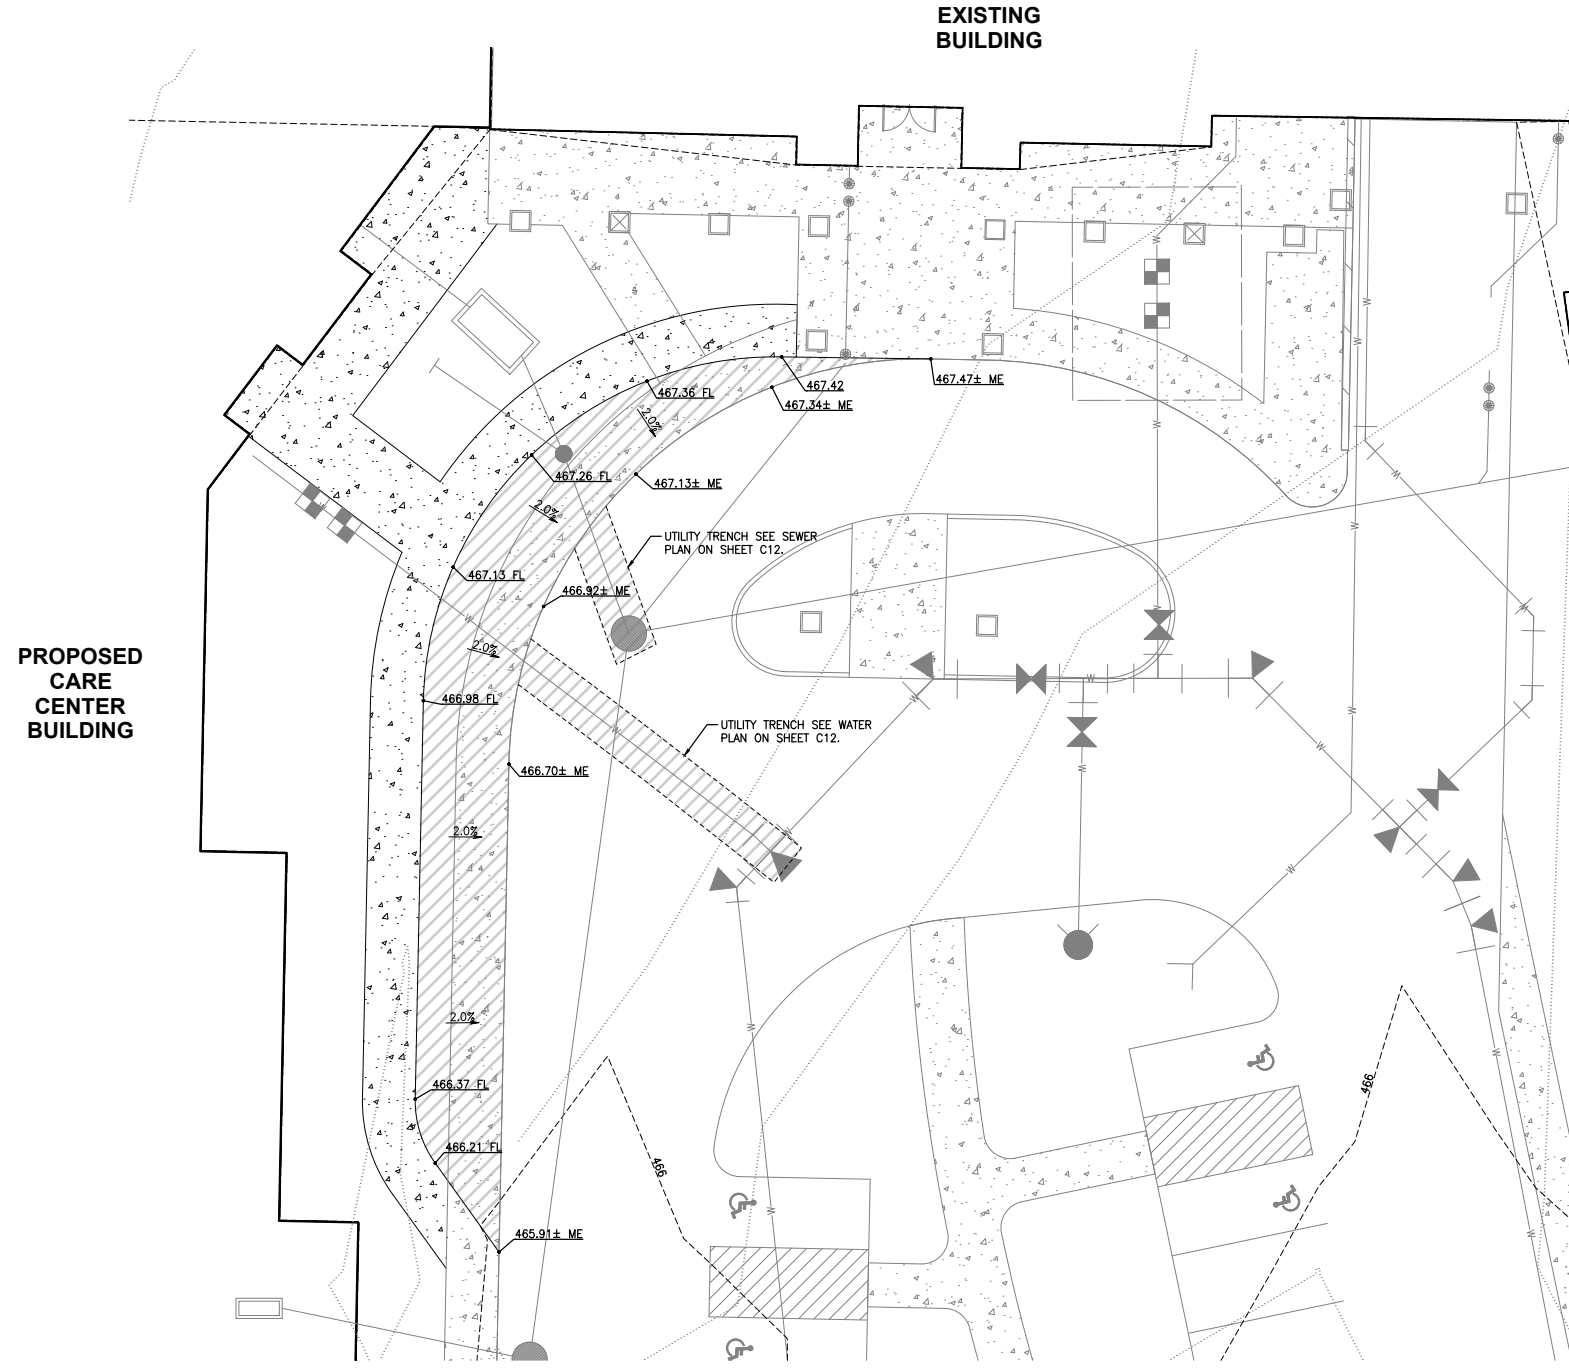 EXISTING
BUILDING
467.42
467.47± ME
467.36 FL
467.34± ME
2.0%
467.26 FL
467.13± ME
2.0%
UTILITY TRENCH SEE SEWER
PLAN ON SHEET C12.
467.13 FL
466.92± ME
W
W
W
W
W
W
W
W
2.0%
PROPOSED
CARE
CENTER
BUILDING
466.98 FL
W
W
W
W
UTILITY TRENCH SEE WATER
PLAN ON SHEET C12.
W
W
466.70± ME
W
W
2.0%
W
W
2.0%
W
W
466.37 FL
466
466.21 FL
466
W
465.91± ME
W